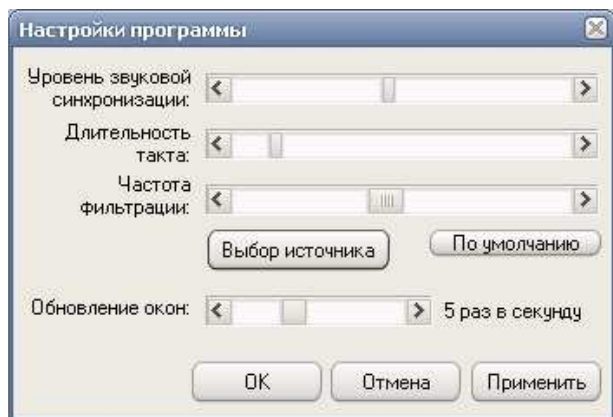 Настройки программы
Уровень звуковой
синхронизации:
Длительность
такта:
Частота
фильтрации:
Выбор источника
По умолчанию
Обновление окон:
5 раз в секунду
ОК
Отмена
Применить